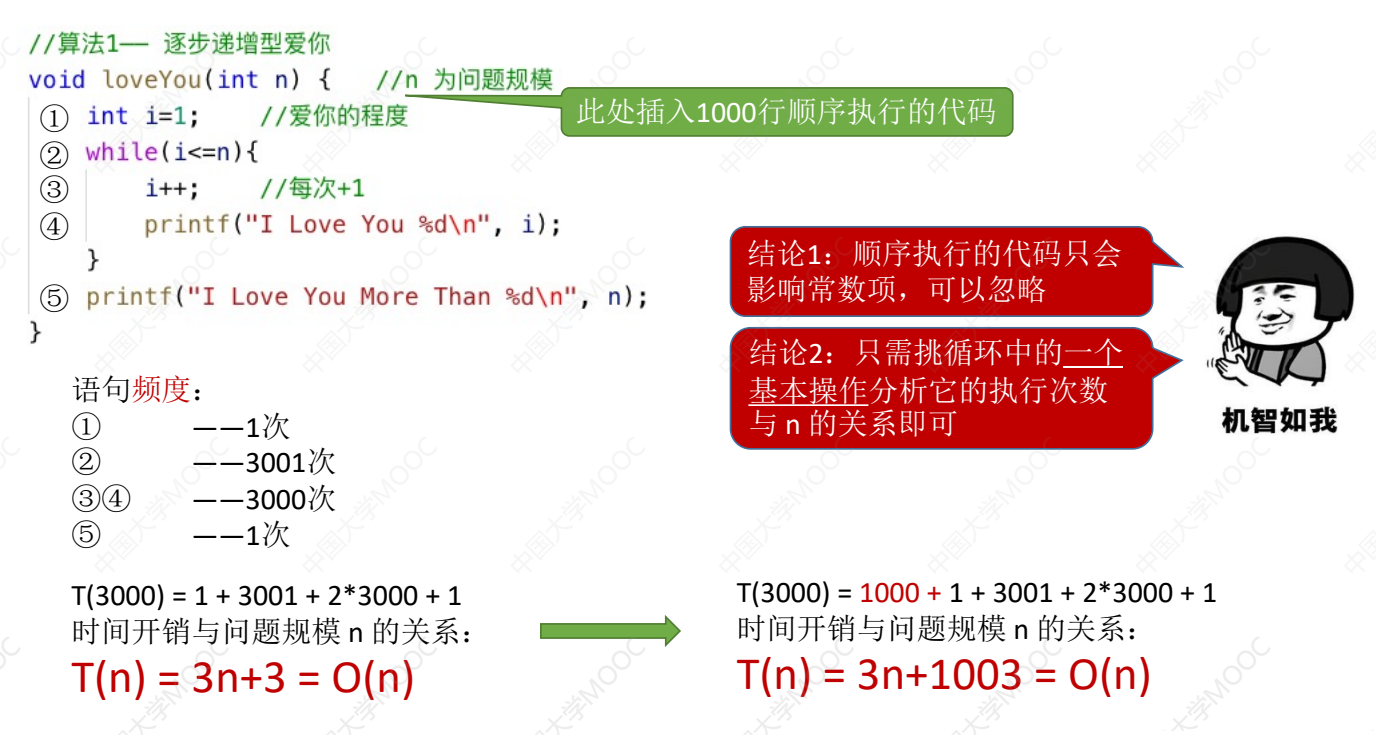 //算法1—— 逐步递增型爱你
void loveYou(int n) { //n 为问题规模
此处插入1000行顺序执行的代码
① int i=1; //爱你的程度
② while(i<=n){
③ i++; //每次+1
④ printf("I Love You %d\n", i);
}
⑤ printf("I Love You More Than %d\n", n);
}
结论1：顺序执行的代码只会
影响常数项，可以忽略
结论2：只需挑循环中的一个
基本操作分析它的执行次数
与 n 的关系即可
机智如我
语句频度：
① ——1次
② ——3001次
③④ ——3000次
⑤ ——1次
T(3000) = 1 + 3001 + 2*3000 + 1
时间开销与问题规模 n 的关系：
T(n) = 3n+3 = O(n)
T(3000) = 1000 + 1 + 3001 + 2*3000 + 1
时间开销与问题规模 n 的关系：
T(n) = 3n+1003 = O(n)
中国大学MOOC